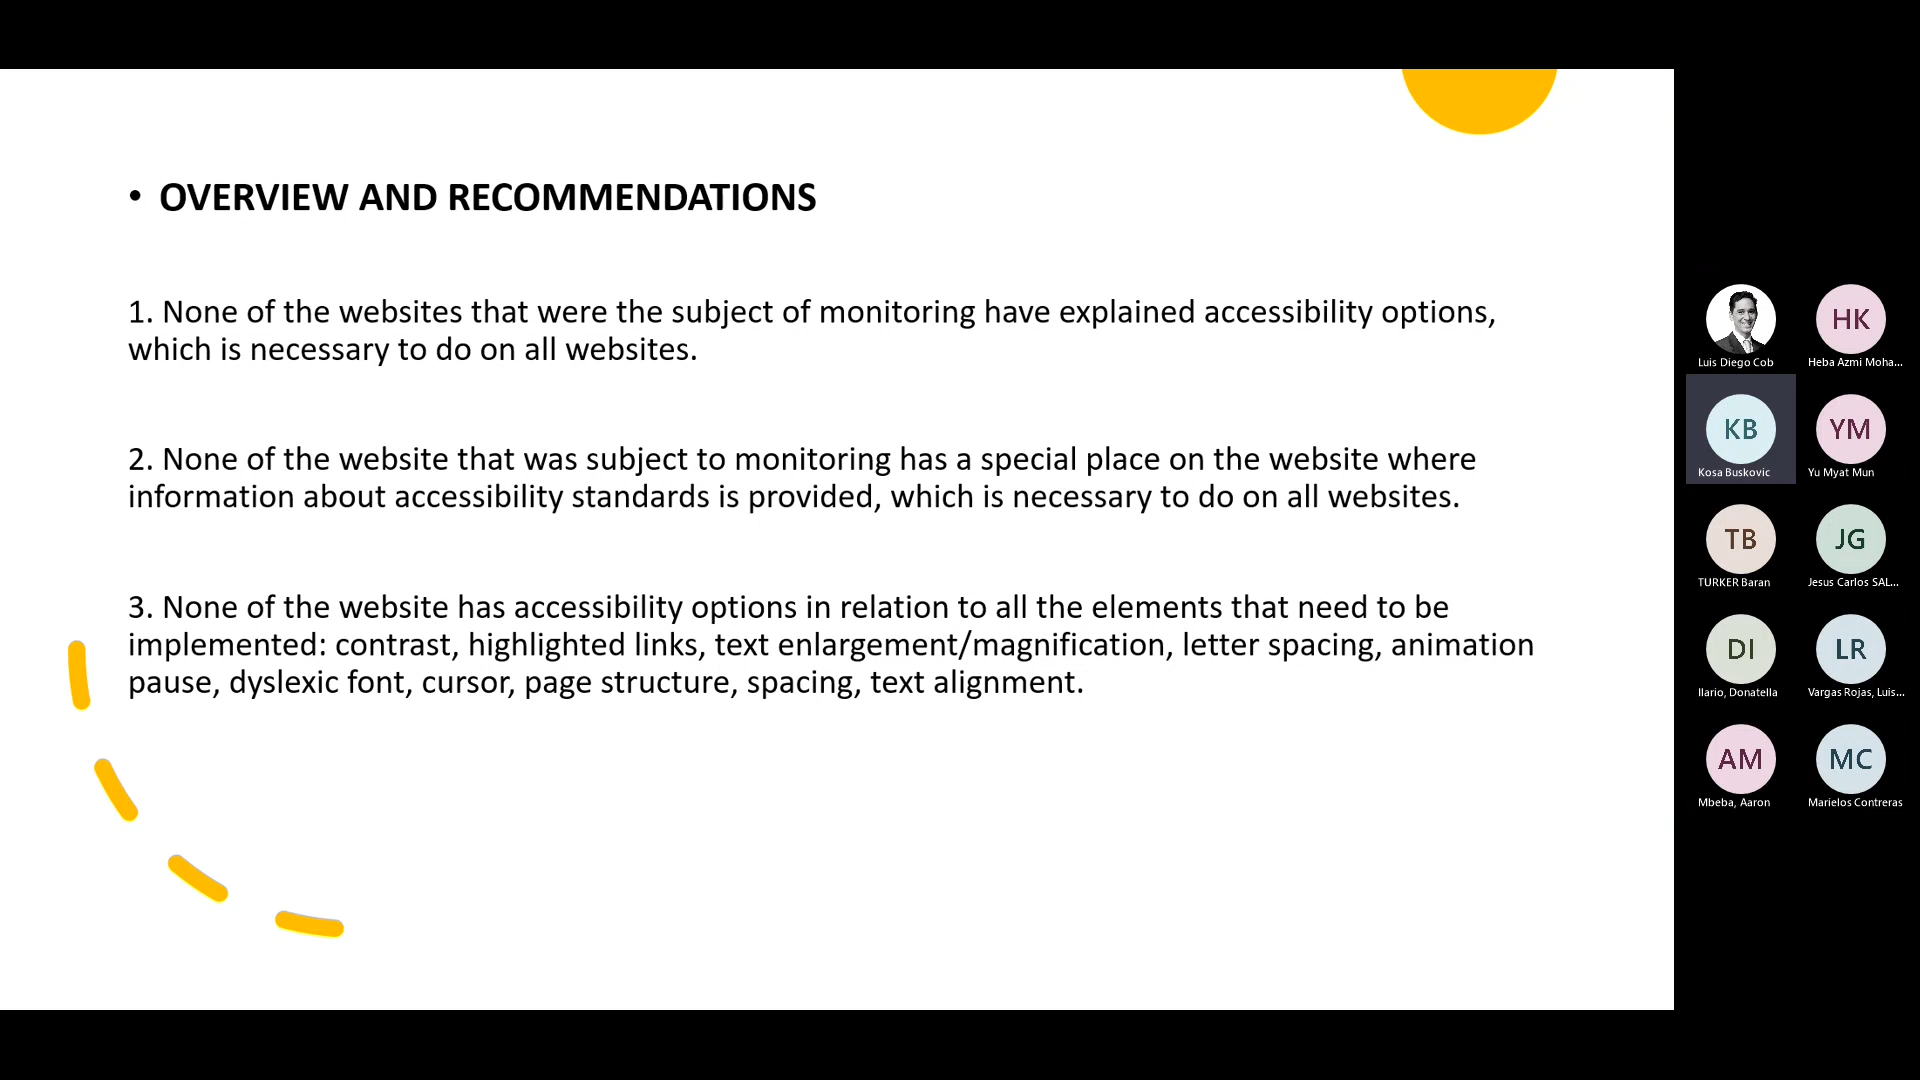 • OVERVIEW AND RECOMMENDATIONS
1. None of the websites that were the subject of monitoring have explained accessibility options,
which is necessary to do on all websites.
2. None of the website that was subject to monitoring has a special place on the website where
information about accessibility standards is provided, which is necessary to do on all websites.
3. None of the website has accessibility options in relation to all the elements that need to be
implemented: contrast, highlighted links, text enlargement/magnification, letter spacing, animation
pause, dyslexic font, cursor, page structure, spacing, text alignment.
Luis Diego Cob
HK
Heba Azmi Moha...
KB
Kosa Buskovic
YM
Yu Myat Mun
TB
TURKER Baran
JG
Jesus Carlos SAL...
DI
Ilario, Donatella
LR
Vargas Rojas, Luis...
AM
Mbeba, Aaron
MC
Marielos Contreras